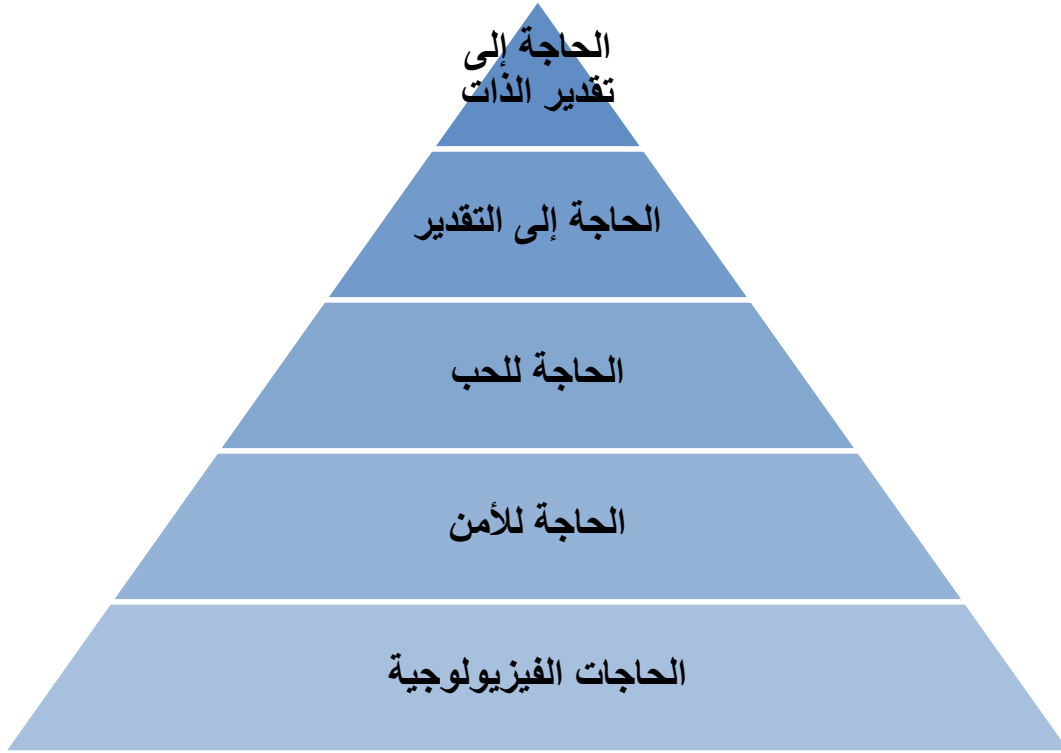 الحاجة إلى
تقدير الذات
الحاجة إلى التقدير
الحاجة للحب
الحاجة للأمن
الحاجات الفيزيولوجية